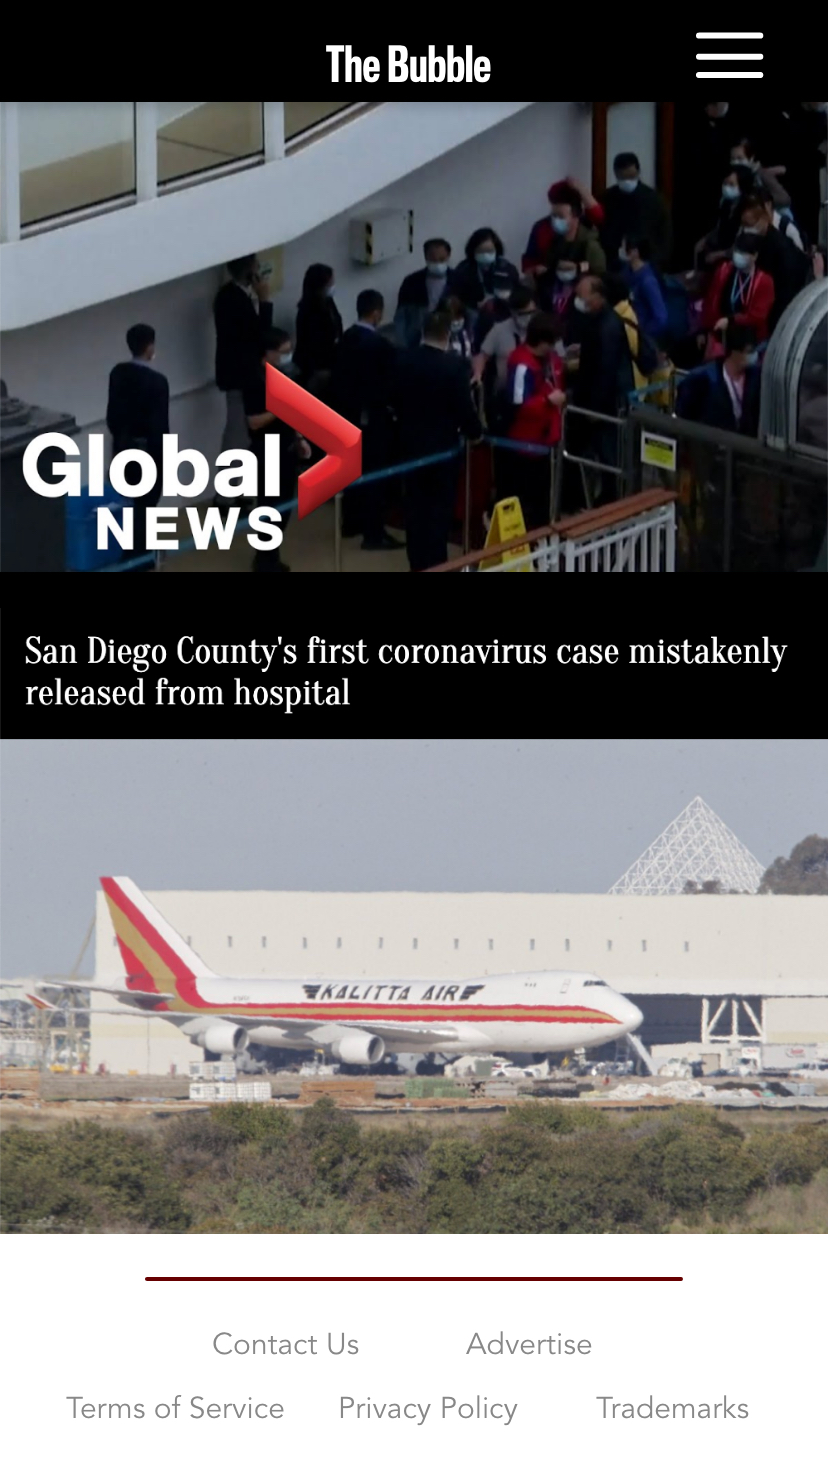 The Bubble
Global
NEWS
San Diego County's first coronavirus case mistakenly
released from hospital
KALITTA AIR
Contact Us
Advertise
Terms of Service
Privacy Policy
Trademarks